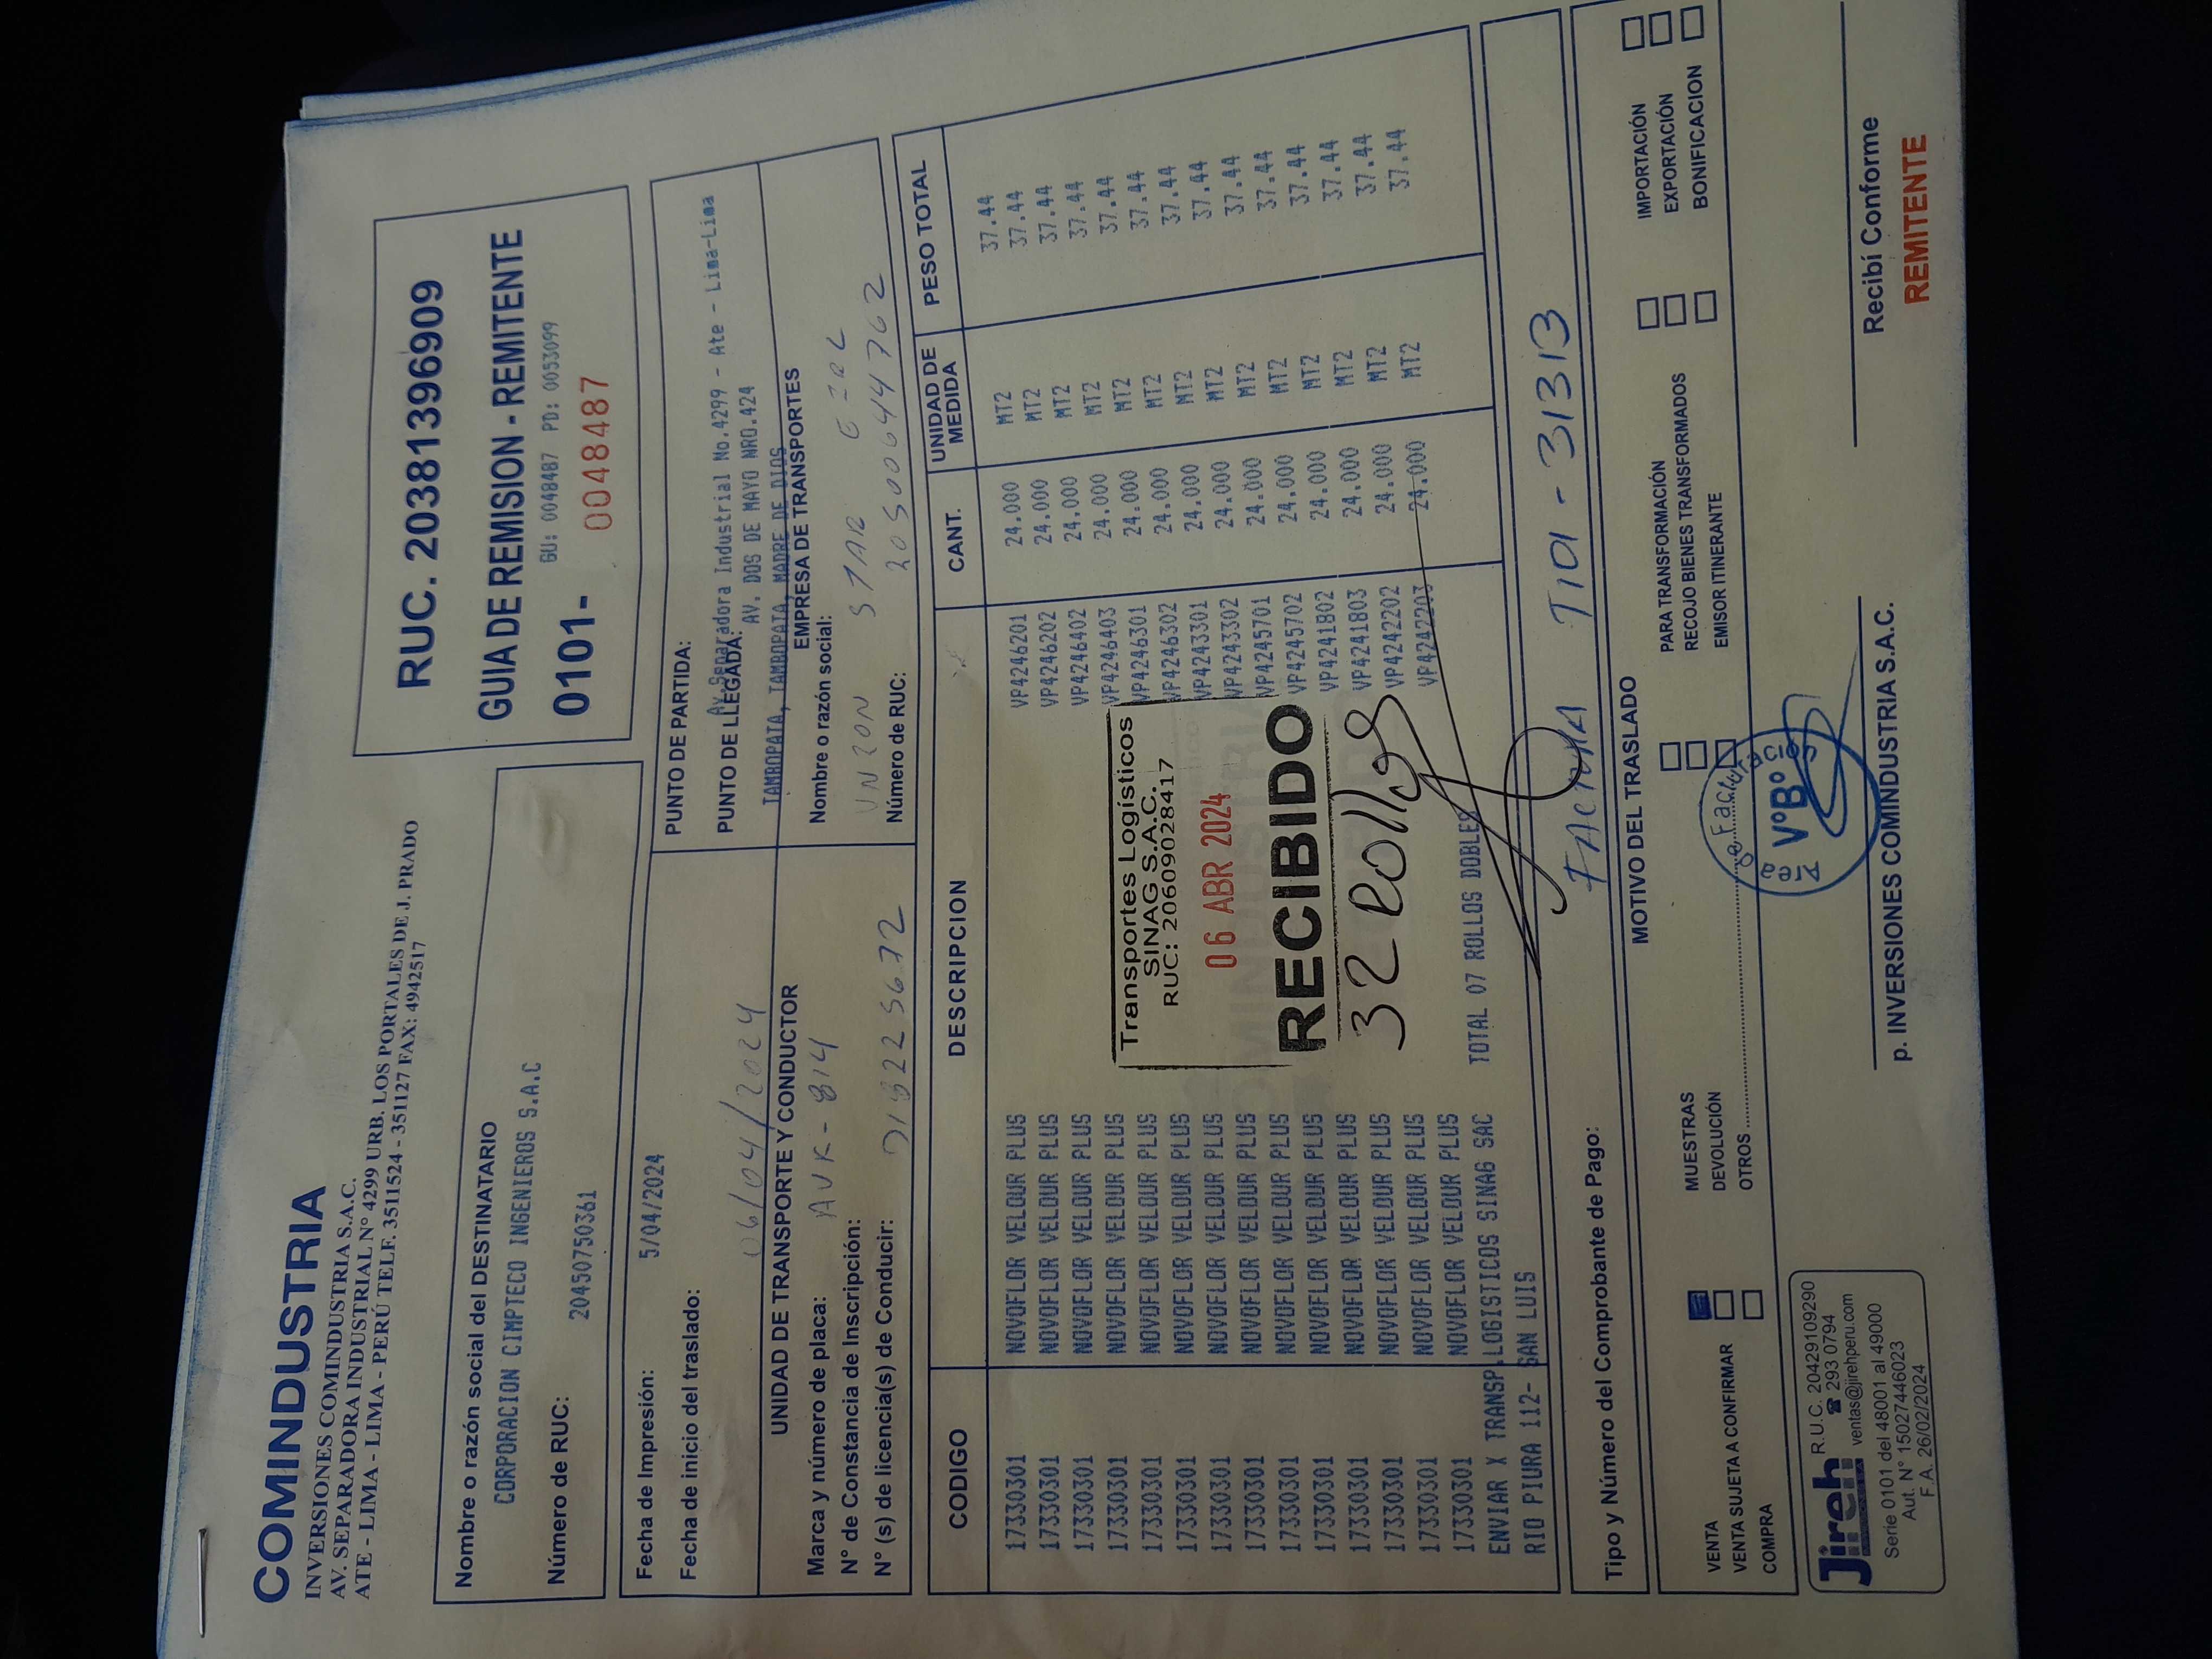 COMINDUSTRIA
INVERSIONES COMINDUSTRIA S.A.C.
AV. SEPARADORA INDUSTRIAL N° 4299 URB. LOS PORTALES DE J. PRADO
ATE - LIMA - LIMA - PERÚ TELF. 3511524 - 351127 FAX: 4942517
RUC. 20381396909
GUIA DE REMISION - REMITENTE
GU: 0048487 PD: 0053099
0101- 0048487
Nombre o razón social del DESTINATARIO
CORPORACION CIMPTECO INGENIEROS S.A.C
Número de RUC: 20450750361
Fecha de Impresión: 5/04/2024
Fecha de inicio del traslado: 06/04/2024
PUNTO DE PARTIDA:
Av.Separadora Industrial No.4299 - Ate - Lima-Lima
PUNTO DE LLEGADA: AV. DOS DE MAYO NRO.424
TAMBOPATA, TAMBOPATA, MADRE DE DIOS
UNIDAD DE TRANSPORTE Y CONDUCTOR
Marca y número de placa: AVK-814
N° de Constancia de Inscripción:
N° (s) de licencia(s) de Conducir:
EMPRESA DE TRANSPORTES
Nombre o razón social:
STAR EIRL
Número de RUC: 20500644762
CODIGO DESCRIPCION CANT. UNIDAD DE MEDIDA PESO TOTAL
17330301 NOVOFLOR VELOUR PLUS VP4246201 24.000 MT2 37.44
17330301 NOVOFLOR VELOUR PLUS VP4246202 24.000 MT2 37.44
17330301 NOVOFLOR VELOUR PLUS VP4246402 24.000 MT2 37.44
17330301 NOVOFLOR VELOUR PLUS VP4246403 24.000 MT2 37.44
17330301 NOVOFLOR VELOUR PLUS VP4246301 24.000 MT2 37.44
17330301 NOVOFLOR VELOUR PLUS VP4246302 24.000 MT2 37.44
17330301 NOVOFLOR VELOUR PLUS VP4243301 24.000 MT2 37.44
17330301 NOVOFLOR VELOUR PLUS VP4243302 24.000 MT2 37.44
17330301 NOVOFLOR VELOUR PLUS VP4245701 24.000 MT2 37.44
17330301 NOVOFLOR VELOUR PLUS VP4245702 24.000 MT2 37.44
17330301 NOVOFLOR VELOUR PLUS VP4241802 24.000 MT2 37.44
17330301 NOVOFLOR VELOUR PLUS VP4241803 24.000 MT2 37.44
17330301 NOVOFLOR VELOUR PLUS VP4242202 24.000 MT2 37.44
17330301 NOVOFLOR VELOUR PLUS VP4242203 24.000 MT2 37.44
ENVIAR X TRANSP.LOGISTICOS SINAG SAC TOTAL 07 ROLLOS DOBLES
RIO PIURA 112- SAN LUIS
Transportes Logísticos
SINAG S.A.C.
RUC: 20609028417
06 ABR 2024
RECIBIDO
32 Rollos
Tipo y Número del Comprobante de Pago: FACTURA T101-31313
MOTIVO DEL TRASLADO
VENTA
VENTA SUJETA A CONFIRMAR
COMPRA
MUESTRAS
DEVOLUCIÓN
OTROS
PARA TRANSFORMACIÓN
RECOJO BIENES TRANSFORMADOS
EMISOR ITINERANTE
IMPORTACIÓN
EXPORTACIÓN
BONIFICACION
Area de Facturación
V°B°
Jireh R.U.C. 20429109290
☎ 293 0794
ventas@jirehperu.com
Serie 0101 del 48001 al 49000
Aut. N° 15027446023
F.A. 26/02/2024
p. INVERSIONES COMINDUSTRIA S.A.C.
Recibí Conforme
REMITENTE